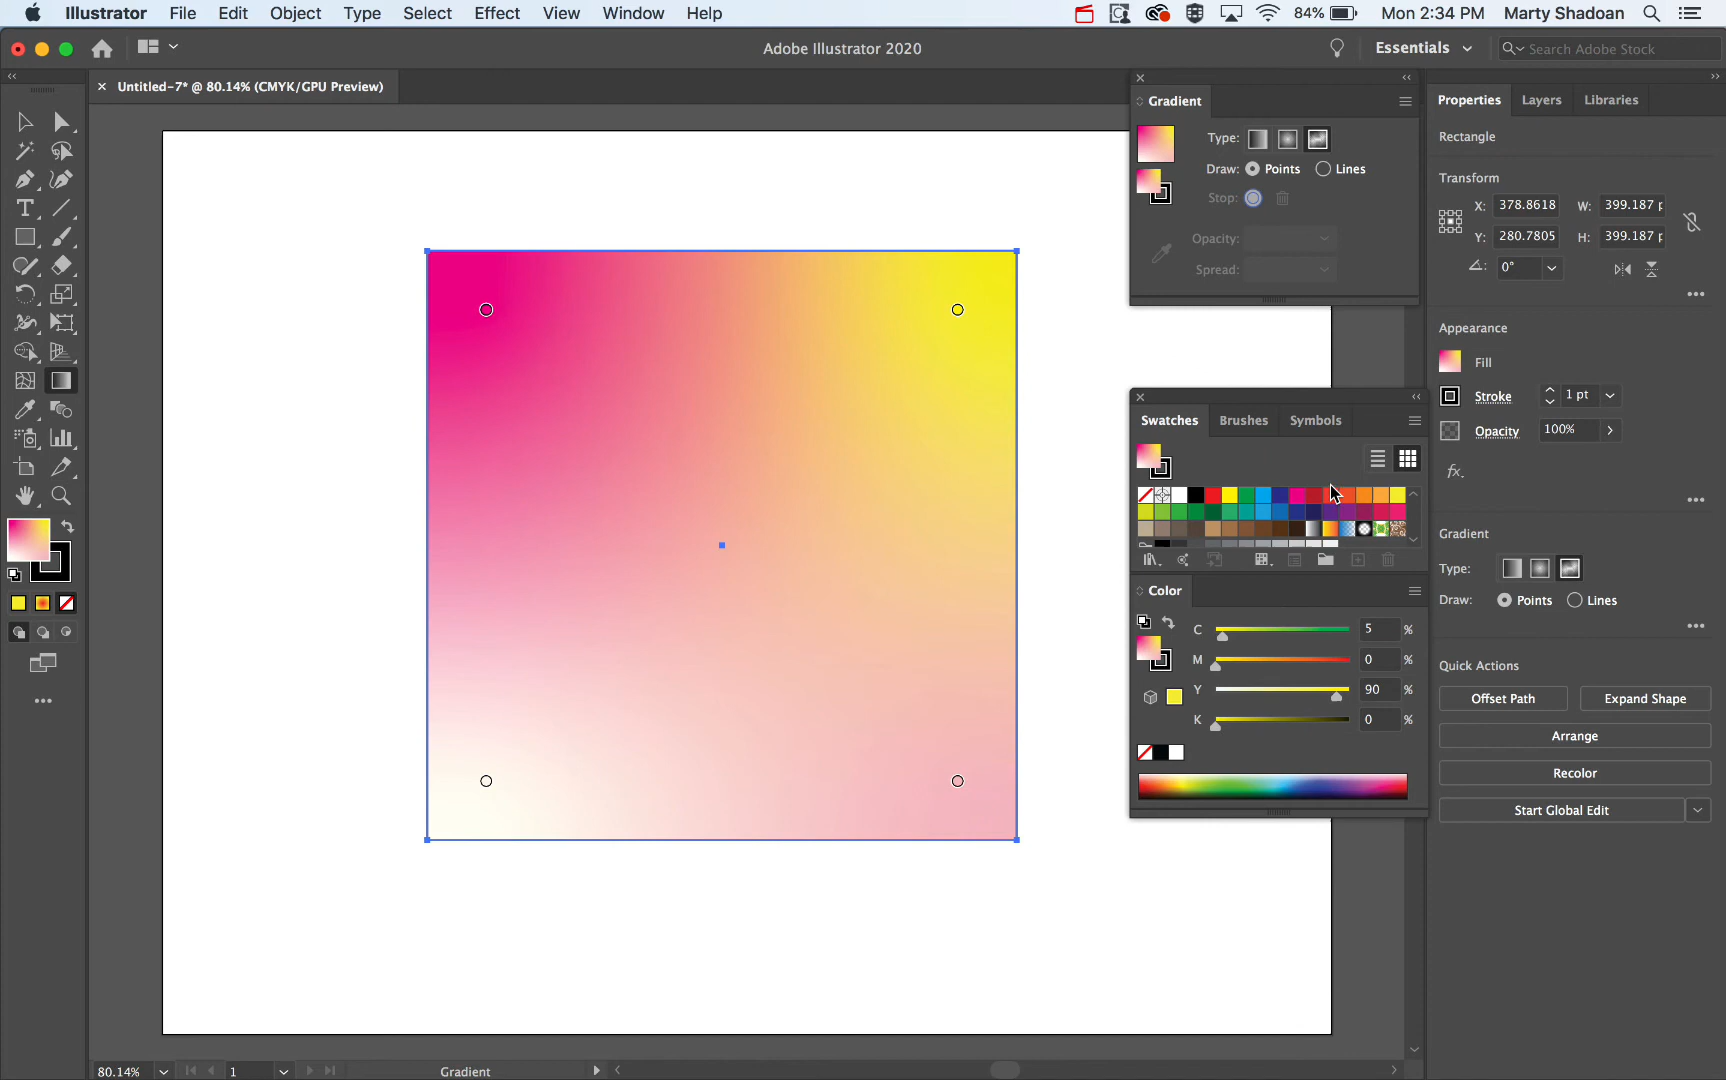 Illustrator File Edit Object Type Select Effect View Window Help 84% Mon 2:34 PM Marty Shadoan
Adobe Illustrator 2020 Essentials Search Adobe Stock
Untitled-7* @ 80.14% (CMYK/GPU Preview)
Gradient
Type:
Draw: Points Lines
Stop:
Opacity:
Spread:
Swatches Brushes Symbols
Color
C 5 %
M 0 %
Y 90 %
K 0 %
Properties Layers Libraries
Rectangle
Transform
X: 378.8618 W: 399.187 p
Y: 280.7805 H: 399.187 p
0°
Appearance
Fill
Stroke 1 pt
Opacity 100%
fx.
Gradient
Type:
Draw: Points Lines
Quick Actions
Offset Path Expand Shape
Arrange
Recolor
Start Global Edit
80.14% 1 Gradient